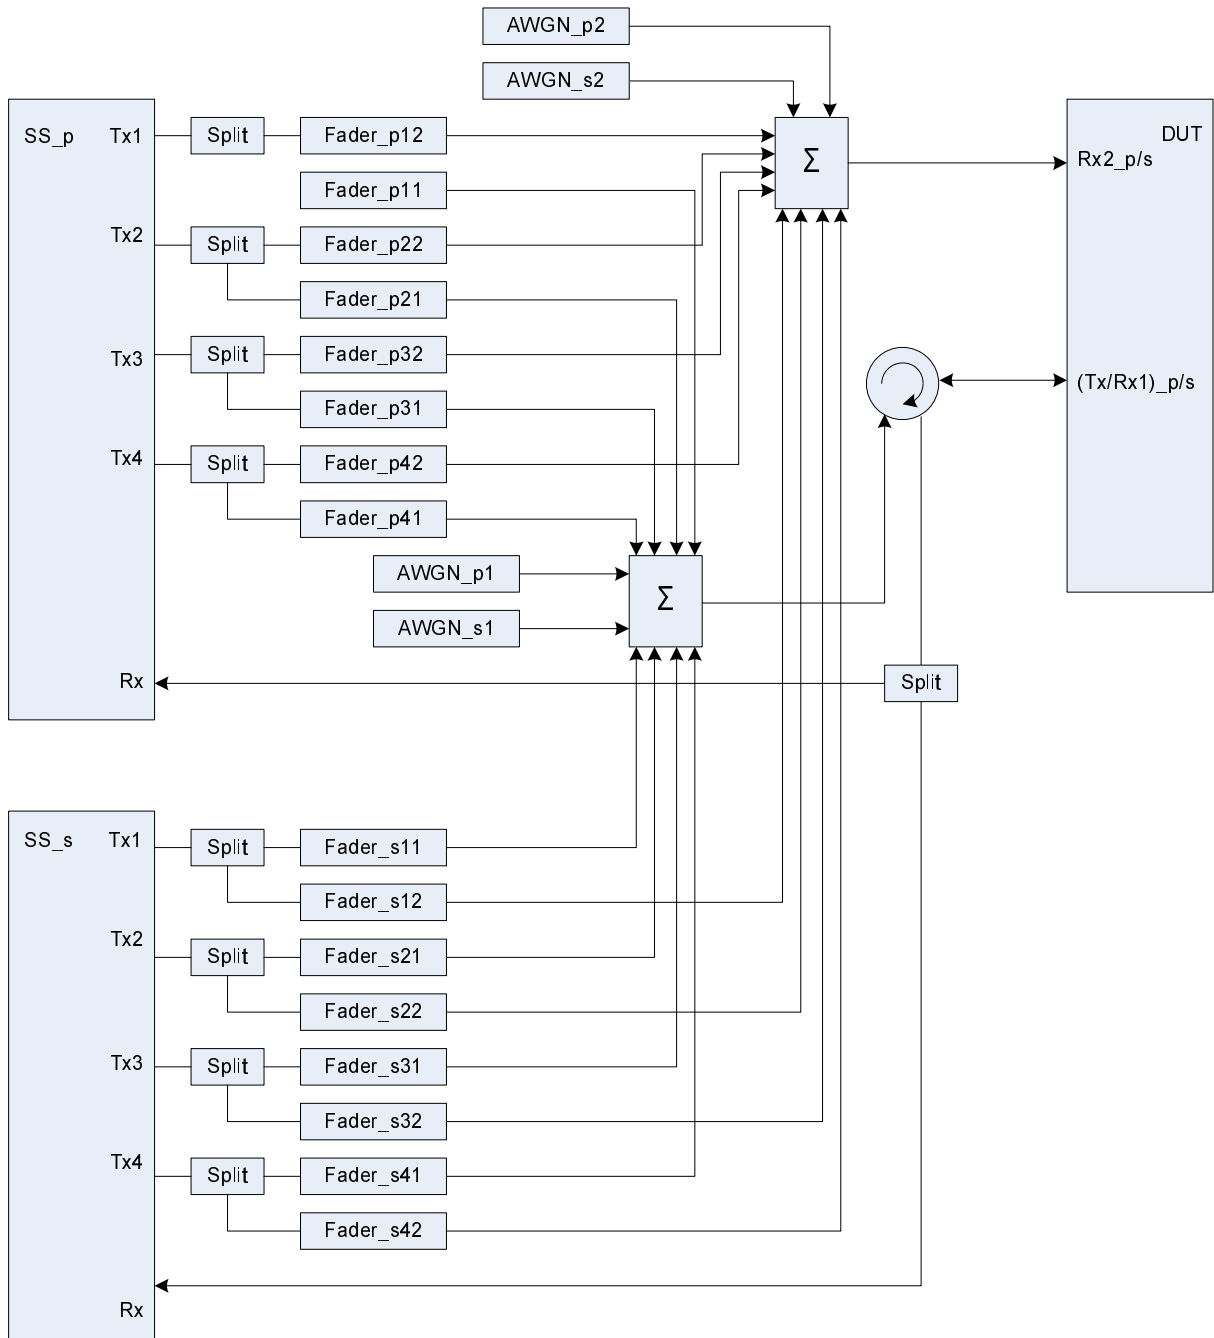 AWGN_p2
AWGN_s2
SS_p
Tx1
Split
Fader_p12
Σ
DUT
Rx2_p/s
Fader_p11
Tx2
Split
Fader_p22
Fader_p21
Tx3
Split
Fader_p32
(Tx/Rx1)_p/s
Fader_p31
Tx4
Split
Fader_p42
Fader_p41
AWGN_p1
Σ
AWGN_s1
Rx
Split
SS_s
Tx1
Split
Fader_s11
Fader_s12
Tx2
Split
Fader_s21
Fader_s22
Tx3
Split
Fader_s31
Fader_s32
Tx4
Split
Fader_s41
Fader_s42
Rx